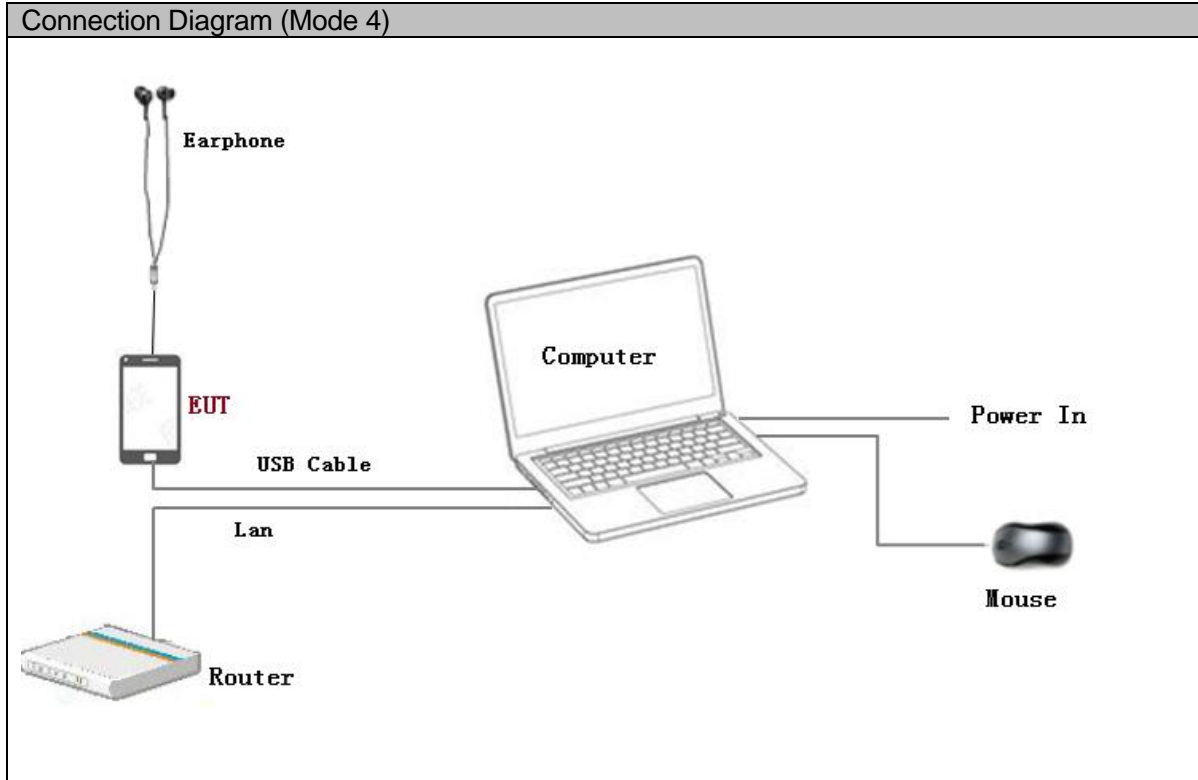 Connection Diagram (Mode 4)
Earphone
Computer
EUT
Power In
USB Cable
Lan
Mouse
Router